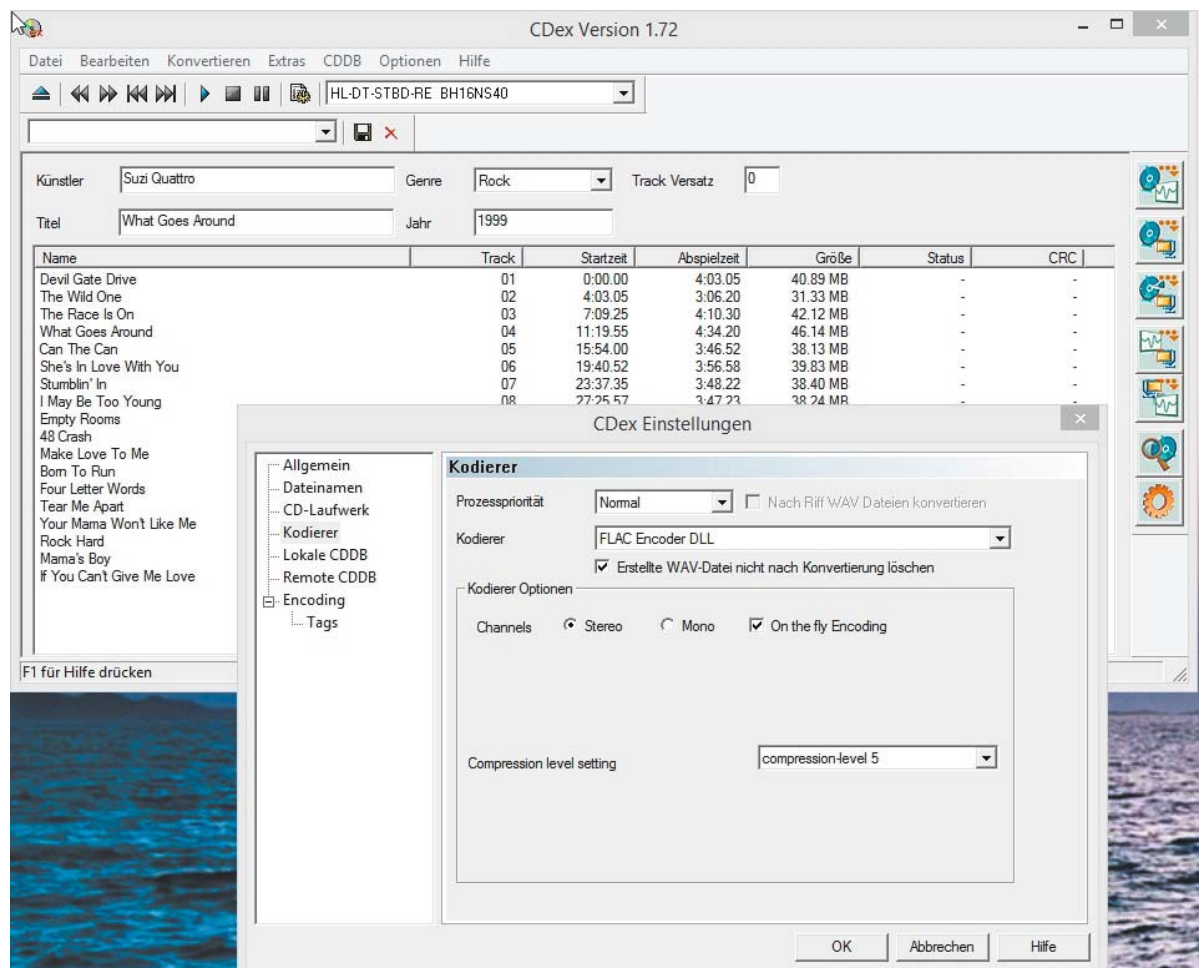 CDex Version 1.72
Datei Bearbeiten Konvertieren Extras CDDB Optionen Hilfe
HL-DT-STBD-RE BH16NS40
Künstler Suzi Quattro Genre Rock Track Versatz 0
Titel What Goes Around Jahr 1999
Name Track Startzeit Abspielzeit Größe Status CRC
Devil Gate Drive 01 0:00.00 4:03.05 40.89 MB - -
The Wild One 02 4:03.05 3:06.20 31.33 MB - -
The Race Is On 03 7:09.25 4:10.30 42.12 MB - -
What Goes Around 04 11:19.55 4:34.20 46.14 MB - -
Can The Can 05 15:54.00 3:46.52 38.13 MB - -
She's In Love With You 06 19:40.52 3:56.58 39.83 MB - -
Stumblin' In 07 23:37.35 3:48.22 38.40 MB - -
I May Be Too Young 08 27:25.57 3:47.23 38.24 MB - -
Empty Rooms
48 Crash
Make Love To Me
Born To Run
Four Letter Words
Tear Me Apart
Your Mama Won't Like Me
Rock Hard
Mama's Boy
If You Can't Give Me Love
F1 für Hilfe drücken
CDex Einstellungen
Allgemein
Dateinamen
CD-Laufwerk
Kodierer
Lokale CDDB
Remote CDDB
Encoding
Tags
Kodierer
Prozesspriorität Normal Nach Riff WAV Dateien konvertieren
Kodierer FLAC Encoder DLL
Erstellte WAV-Datei nicht nach Konvertierung löschen
Kodierer Optionen
Channels Stereo Mono On the fly Encoding
Compression level setting compression-level 5
OK Abbrechen Hilfe